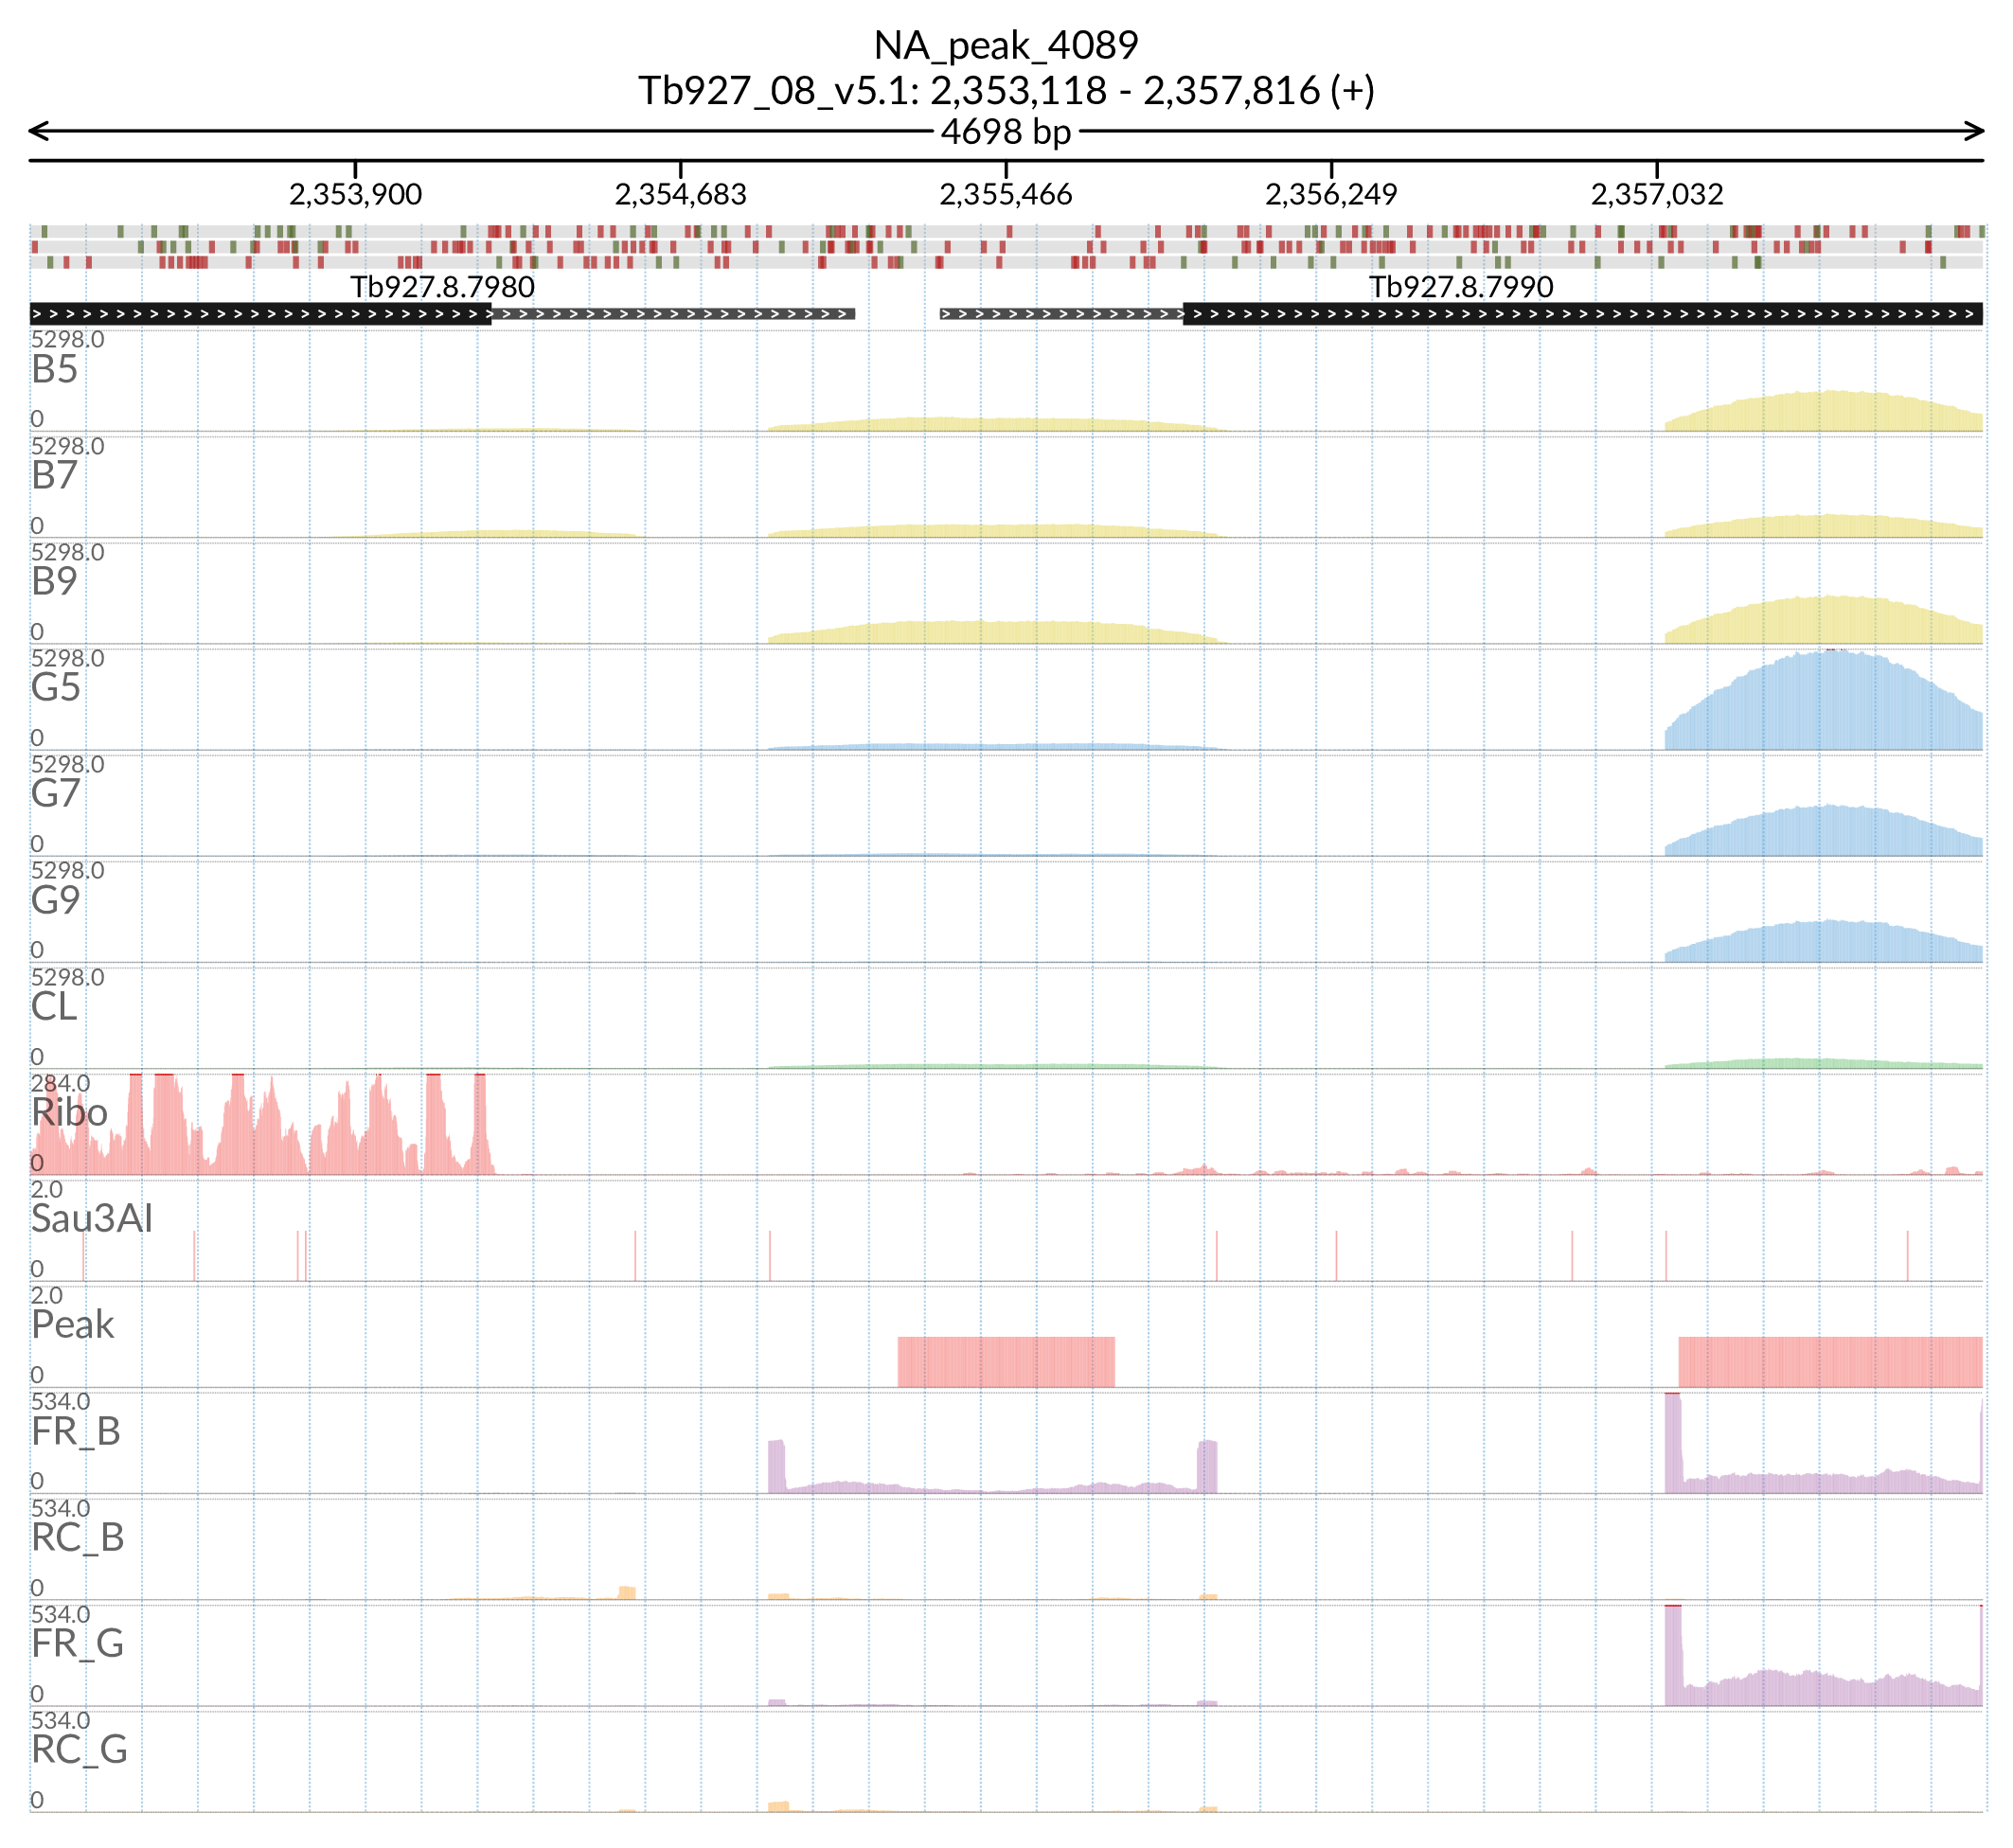 NA_peak_4089
Tb927_08_v5.1: 2,353,118 - 2,357,816 (+)
4698 bp
2,353,900 2,354,683 2,355,466 2,356,249 2,357,032
Tb927.8.7980 Tb927.8.7990
5298.0
B5
0
5298.0
B7
0
5298.0
B9
0
5298.0
G5
0
5298.0
G7
0
5298.0
G9
0
5298.0
CL
0
284.0
Ribo
0
2.0
Sau3AI
0
2.0
Peak
0
534.0
FR_B
0
534.0
RC_B
0
534.0
FR_G
0
534.0
RC_G
0